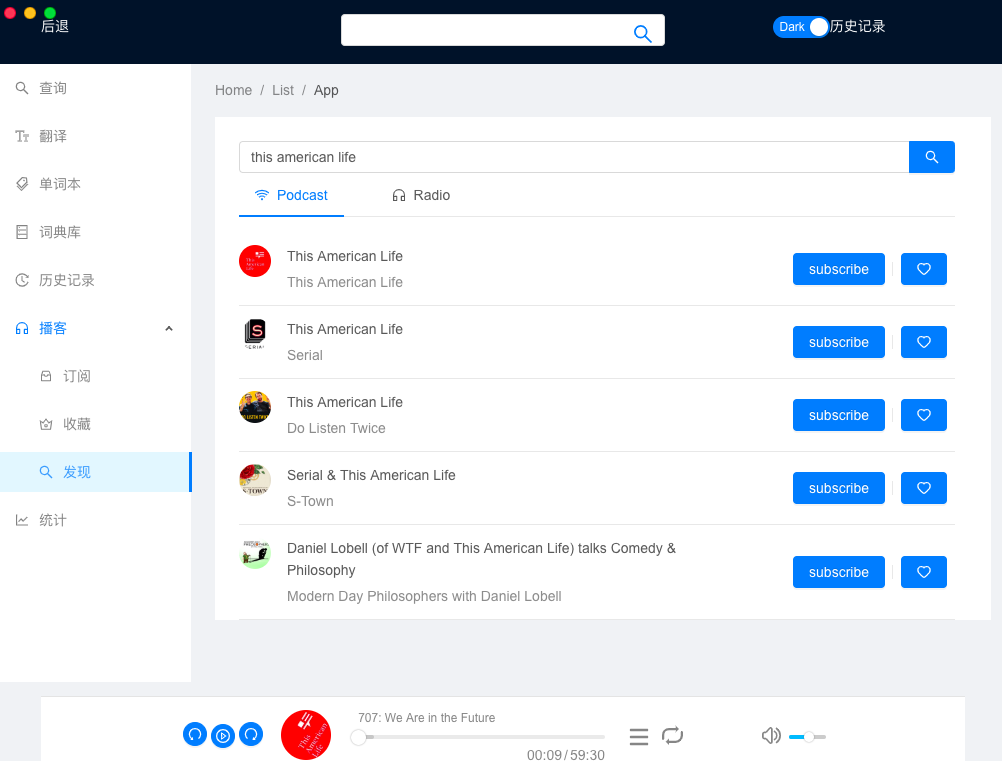 后退
Dark 历史记录
查询
翻译
单词本
词典库
历史记录
播客
订阅
收藏
发现
统计
Home / List / App
this american life
Podcast Radio
This American Life
This American Life
subscribe
This American Life
Serial
subscribe
This American Life
Do Listen Twice
subscribe
Serial & This American Life
S-Town
subscribe
Daniel Lobell (of WTF and This American Life) talks Comedy &
Philosophy
Modern Day Philosophers with Daniel Lobell
subscribe
This
American
Life
707: We Are in the Future
00:09/59:30